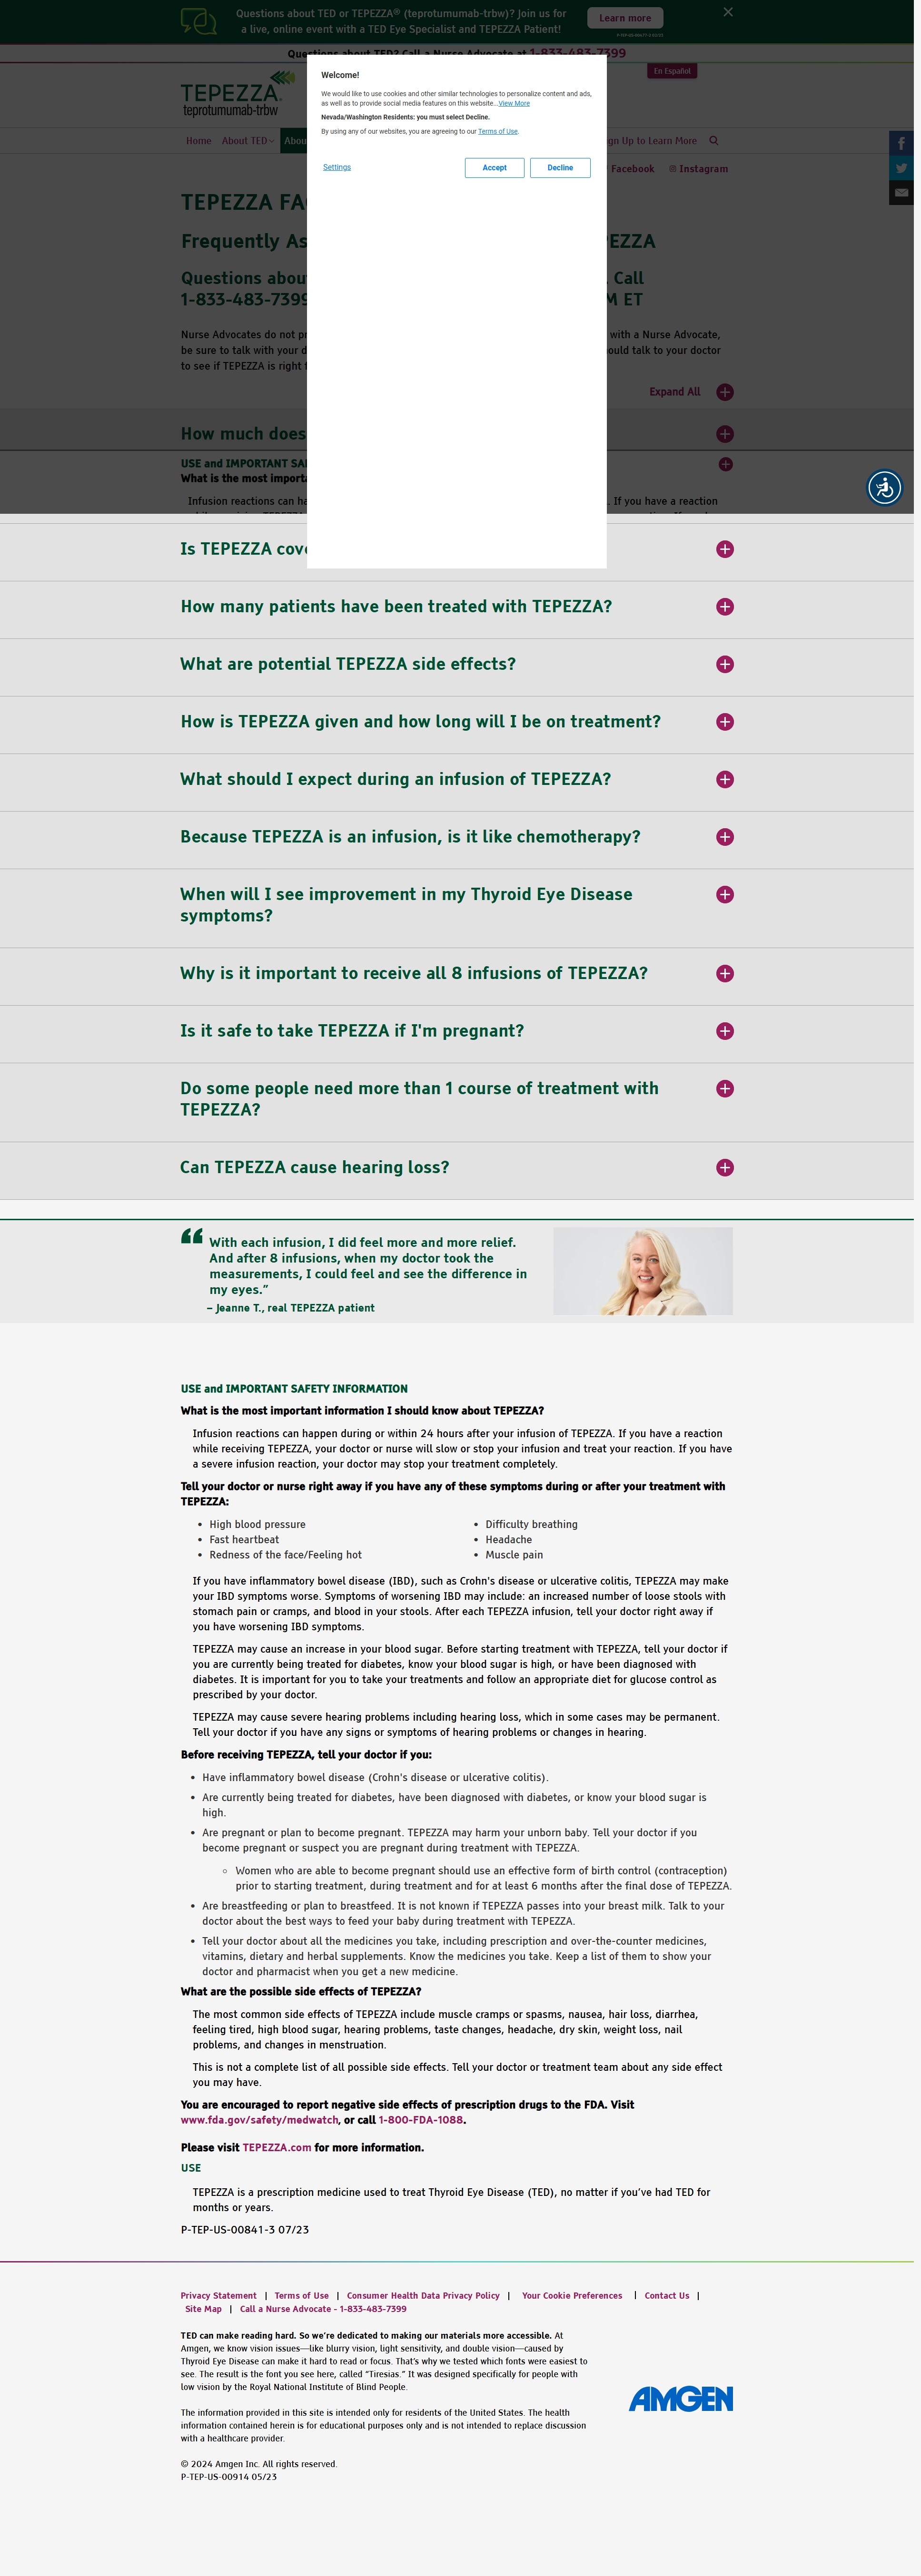 Questions about TED or TEPEZZA® (teprotumumab-trbw)? Join us for
a live, online event with a TED Eye Specialist and TEPEZZA Patient!
Learn more
Questions about TED? Call a Nurse Advocate at 1-833-483-7399
En Español
TEPEZZA
teprotumumab-trbw
Home
About TED
Sign Up to Learn More
Facebook
Instagram
Welcome!
We would like to use cookies and other similar technologies to personalize content and ads,
as well as to provide social media features on this website...View More
Nevada/Washington Residents: you must select Decline.
By using any of our websites, you are agreeing to our Terms of Use.
Settings
Accept
Decline
TEPEZZA
Frequently
TEPEZZA
Questions
Call
1-833-483-7399
ET
Nurse Advocates do not
with a Nurse Advocate,
be sure to talk with your
talk to your doctor
to see if TEPEZZA is right
Expand All
How much does
USE and IMPORTANT
What is the most
Infusion reactions can
If you have a reaction
Is TEPEZZA
How many patients have been treated with TEPEZZA?
What are potential TEPEZZA side effects?
How is TEPEZZA given and how long will I be on treatment?
What should I expect during an infusion of TEPEZZA?
Because TEPEZZA is an infusion, is it like chemotherapy?
When will I see improvement in my Thyroid Eye Disease
symptoms?
Why is it important to receive all 8 infusions of TEPEZZA?
Is it safe to take TEPEZZA if I'm pregnant?
Do some people need more than 1 course of treatment with
TEPEZZA?
Can TEPEZZA cause hearing loss?
“With each infusion, I did feel more and more relief.
And after 8 infusions, when my doctor took the
measurements, I could feel and see the difference in
my eyes.”
– Jeanne T., real TEPEZZA patient
USE and IMPORTANT SAFETY INFORMATION
What is the most important information I should know about TEPEZZA?
Infusion reactions can happen during or within 24 hours after your infusion of TEPEZZA. If you have a reaction
while receiving TEPEZZA, your doctor or nurse will slow or stop your infusion and treat your reaction. If you have
a severe infusion reaction, your doctor may stop your treatment completely.
Tell your doctor or nurse right away if you have any of these symptoms during or after your treatment with
TEPEZZA:
• High blood pressure
• Fast heartbeat
• Redness of the face/Feeling hot
• Difficulty breathing
• Headache
• Muscle pain
If you have inflammatory bowel disease (IBD), such as Crohn's disease or ulcerative colitis, TEPEZZA may make
your IBD symptoms worse. Symptoms of worsening IBD may include: an increased number of loose stools with
stomach pain or cramps, and blood in your stools. After each TEPEZZA infusion, tell your doctor right away if
you have worsening IBD symptoms.
TEPEZZA may cause an increase in your blood sugar. Before starting treatment with TEPEZZA, tell your doctor if
you are currently being treated for diabetes, know your blood sugar is high, or have been diagnosed with
diabetes. It is important for you to take your treatments and follow an appropriate diet for glucose control as
prescribed by your doctor.
TEPEZZA may cause severe hearing problems including hearing loss, which in some cases may be permanent.
Tell your doctor if you have any signs or symptoms of hearing problems or changes in hearing.
Before receiving TEPEZZA, tell your doctor if you:
• Have inflammatory bowel disease (Crohn's disease or ulcerative colitis).
• Are currently being treated for diabetes, have been diagnosed with diabetes, or know your blood sugar is
high.
• Are pregnant or plan to become pregnant. TEPEZZA may harm your unborn baby. Tell your doctor if you
become pregnant or suspect you are pregnant during treatment with TEPEZZA.
○ Women who are able to become pregnant should use an effective form of birth control (contraception)
prior to starting treatment, during treatment and for at least 6 months after the final dose of TEPEZZA.
• Are breastfeeding or plan to breastfeed. It is not known if TEPEZZA passes into your breast milk. Talk to your
doctor about the best ways to feed your baby during treatment with TEPEZZA.
• Tell your doctor about all the medicines you take, including prescription and over-the-counter medicines,
vitamins, dietary and herbal supplements. Know the medicines you take. Keep a list of them to show your
doctor and pharmacist when you get a new medicine.
What are the possible side effects of TEPEZZA?
The most common side effects of TEPEZZA include muscle cramps or spasms, nausea, hair loss, diarrhea,
feeling tired, high blood sugar, hearing problems, taste changes, headache, dry skin, weight loss, nail
problems, and changes in menstruation.
This is not a complete list of all possible side effects. Tell your doctor or treatment team about any side effect
you may have.
You are encouraged to report negative side effects of prescription drugs to the FDA. Visit
www.fda.gov/safety/medwatch, or call 1-800-FDA-1088.
Please visit TEPEZZA.com for more information.
USE
TEPEZZA is a prescription medicine used to treat Thyroid Eye Disease (TED), no matter if you’ve had TED for
months or years.
P-TEP-US-00841-3 07/23
Privacy Statement | Terms of Use | Consumer Health Data Privacy Policy | Your Cookie Preferences | Contact Us |
Site Map | Call a Nurse Advocate - 1-833-483-7399
TED can make reading hard. So we’re dedicated to making our materials more accessible. At
Amgen, we know vision issues—like blurry vision, light sensitivity, and double vision—caused by
Thyroid Eye Disease can make it hard to read or focus. That’s why we tested which fonts were easiest to
see. The result is the font you see here, called “Tiresias.” It was designed specifically for people with
low vision by the Royal National Institute of Blind People.
AMGEN
The information provided in this site is intended only for residents of the United States. The health
information contained herein is for educational purposes only and is not intended to replace discussion
with a healthcare provider.
© 2024 Amgen Inc. All rights reserved.
P-TEP-US-00914 05/23